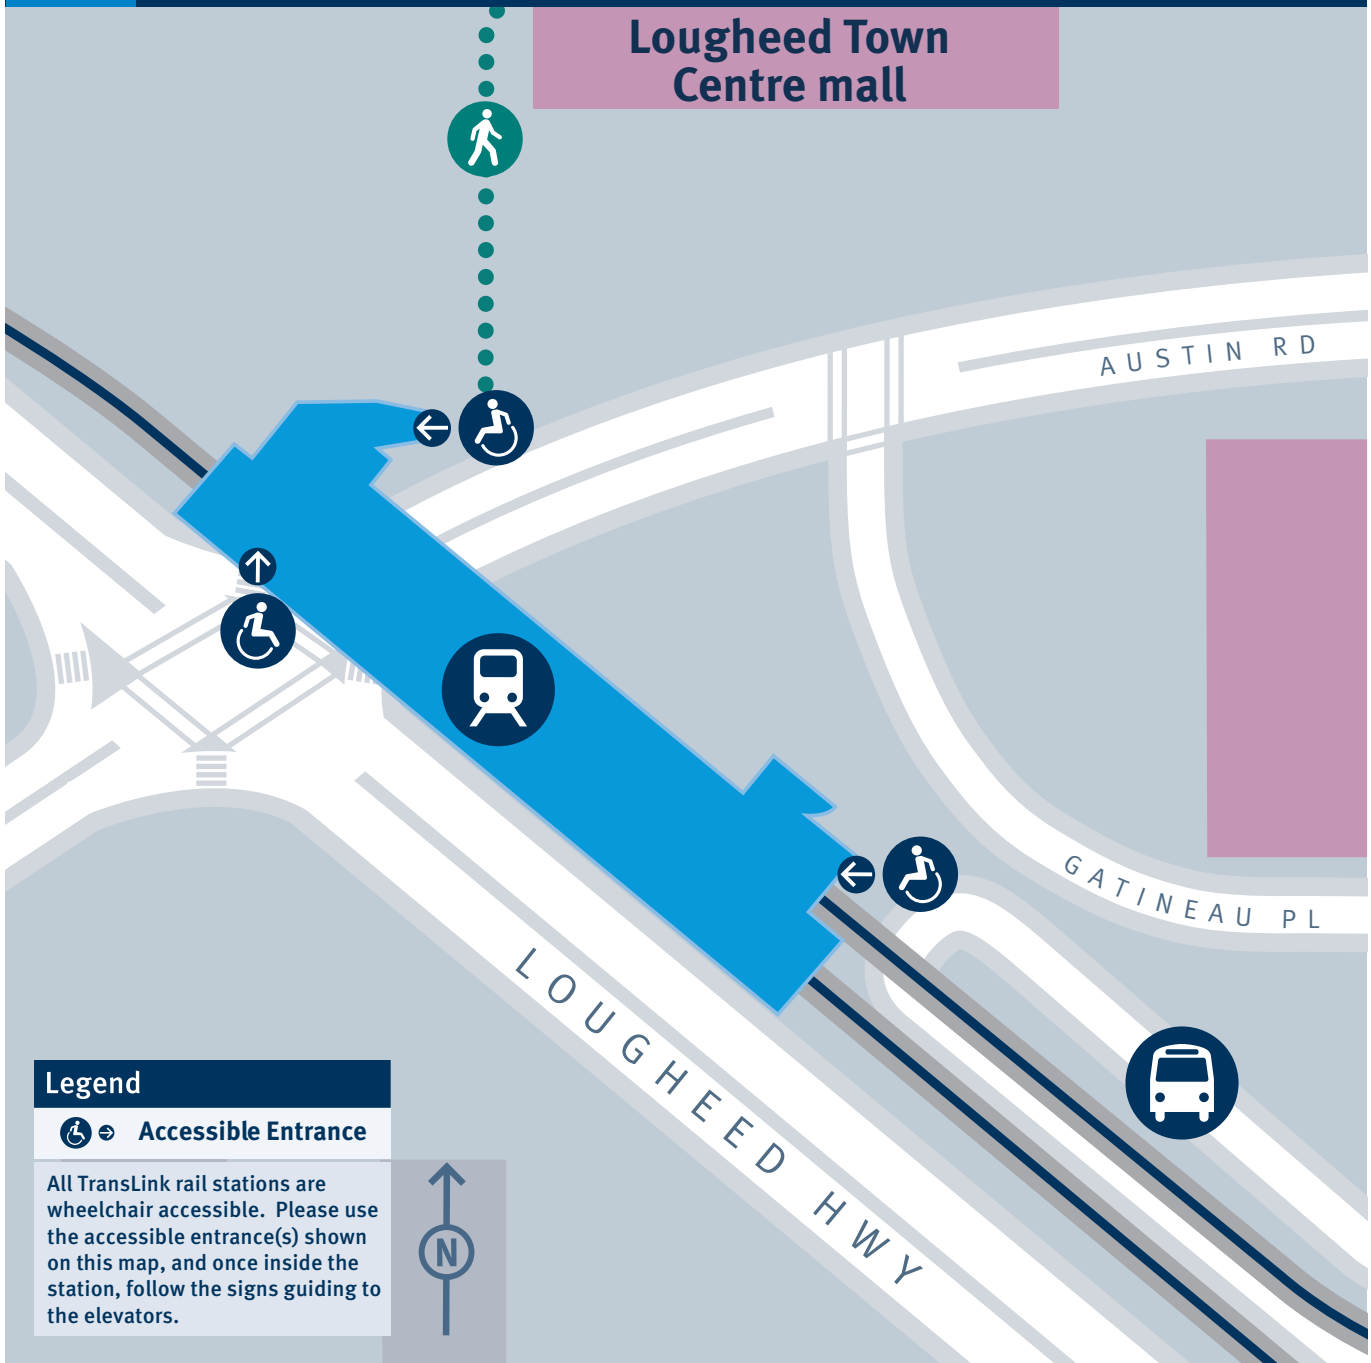 Lougheed Town
Centre mall
AUSTIN RD
GATINEAU PL
LOUGHEED HWY
Legend
Accessible Entrance
All TransLink rail stations are
wheelchair accessible. Please use
the accessible entrance(s) shown
on this map, and once inside the
station, follow the signs guiding to
the elevators.
N